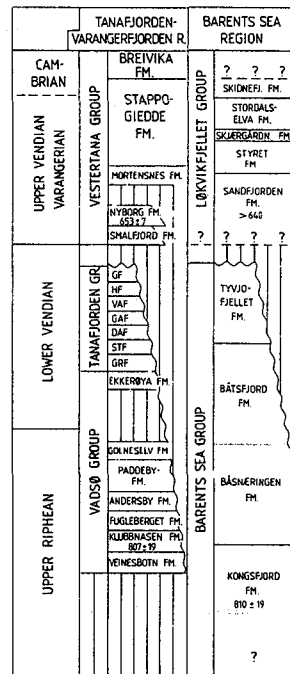 TANAFJORDEN-
VARANGERFJORDEN R.
BARENTS SEA
REGION
CAM-
BRIAN
UPPER VENDIAN
VARANGERIAN
LOWER VENDIAN
UPPER RIPHEAN
VESTERTANA GROUP
TANAFJORDEN GR.
VADSØ GROUP
BREIVIKA
FM.
STAPPO-
GIEDDE
FM.
MORTENSNES FM.
NYBORG FM.
653±7
SMALFJORD FM.
GF
HF
VAF
GAF
DAF
STF
GRF
EKKERØYA FM.
GOLNESELV FM.
PADDEBY-
FM.
ANDERSBY FM.
FUGLEBERGET FM.
KLUBBNASEN FM.
807±19
VEINESBOTN FM.
LØKVIKFJELLET GROUP
BARENTS SEA GROUP
? ? ?
SKIDNEFJ. FM.
STORDALS-
ELVA FM.
SKJÆRGÅRDN. FM.
STYRET
FM
SANDFJORDEN
FM.
>640
? ? ? ?
TYVJO-
FJELLET
FM.
BÅTSFJORD
FM.
BÅSNÆRINGEN
FM.
KONGSFJORD
FM.
810 ± 19
?